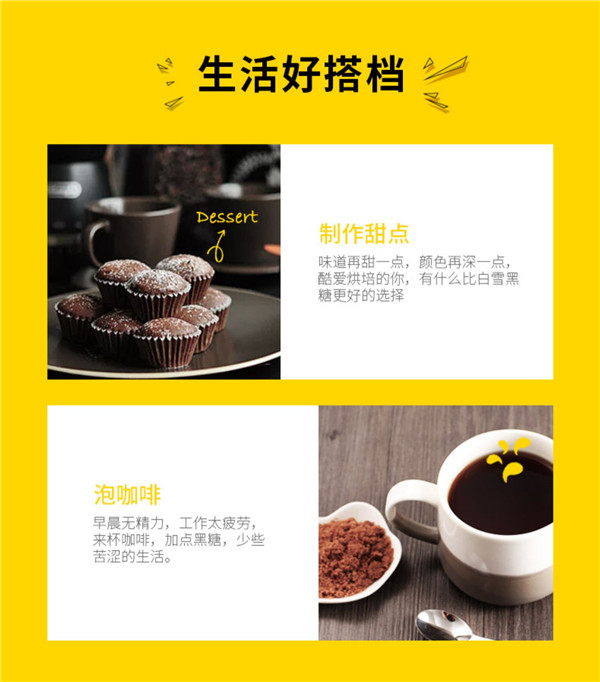 生活好搭档
Dessert
制作甜点
味道再甜一点，颜色再深一点，
酷爱烘培的你，有什么比白雪黑
糖更好的选择
泡咖啡
早晨无精力，工作太疲劳，
来杯咖啡，加点黑糖，少些
苦涩的生活。